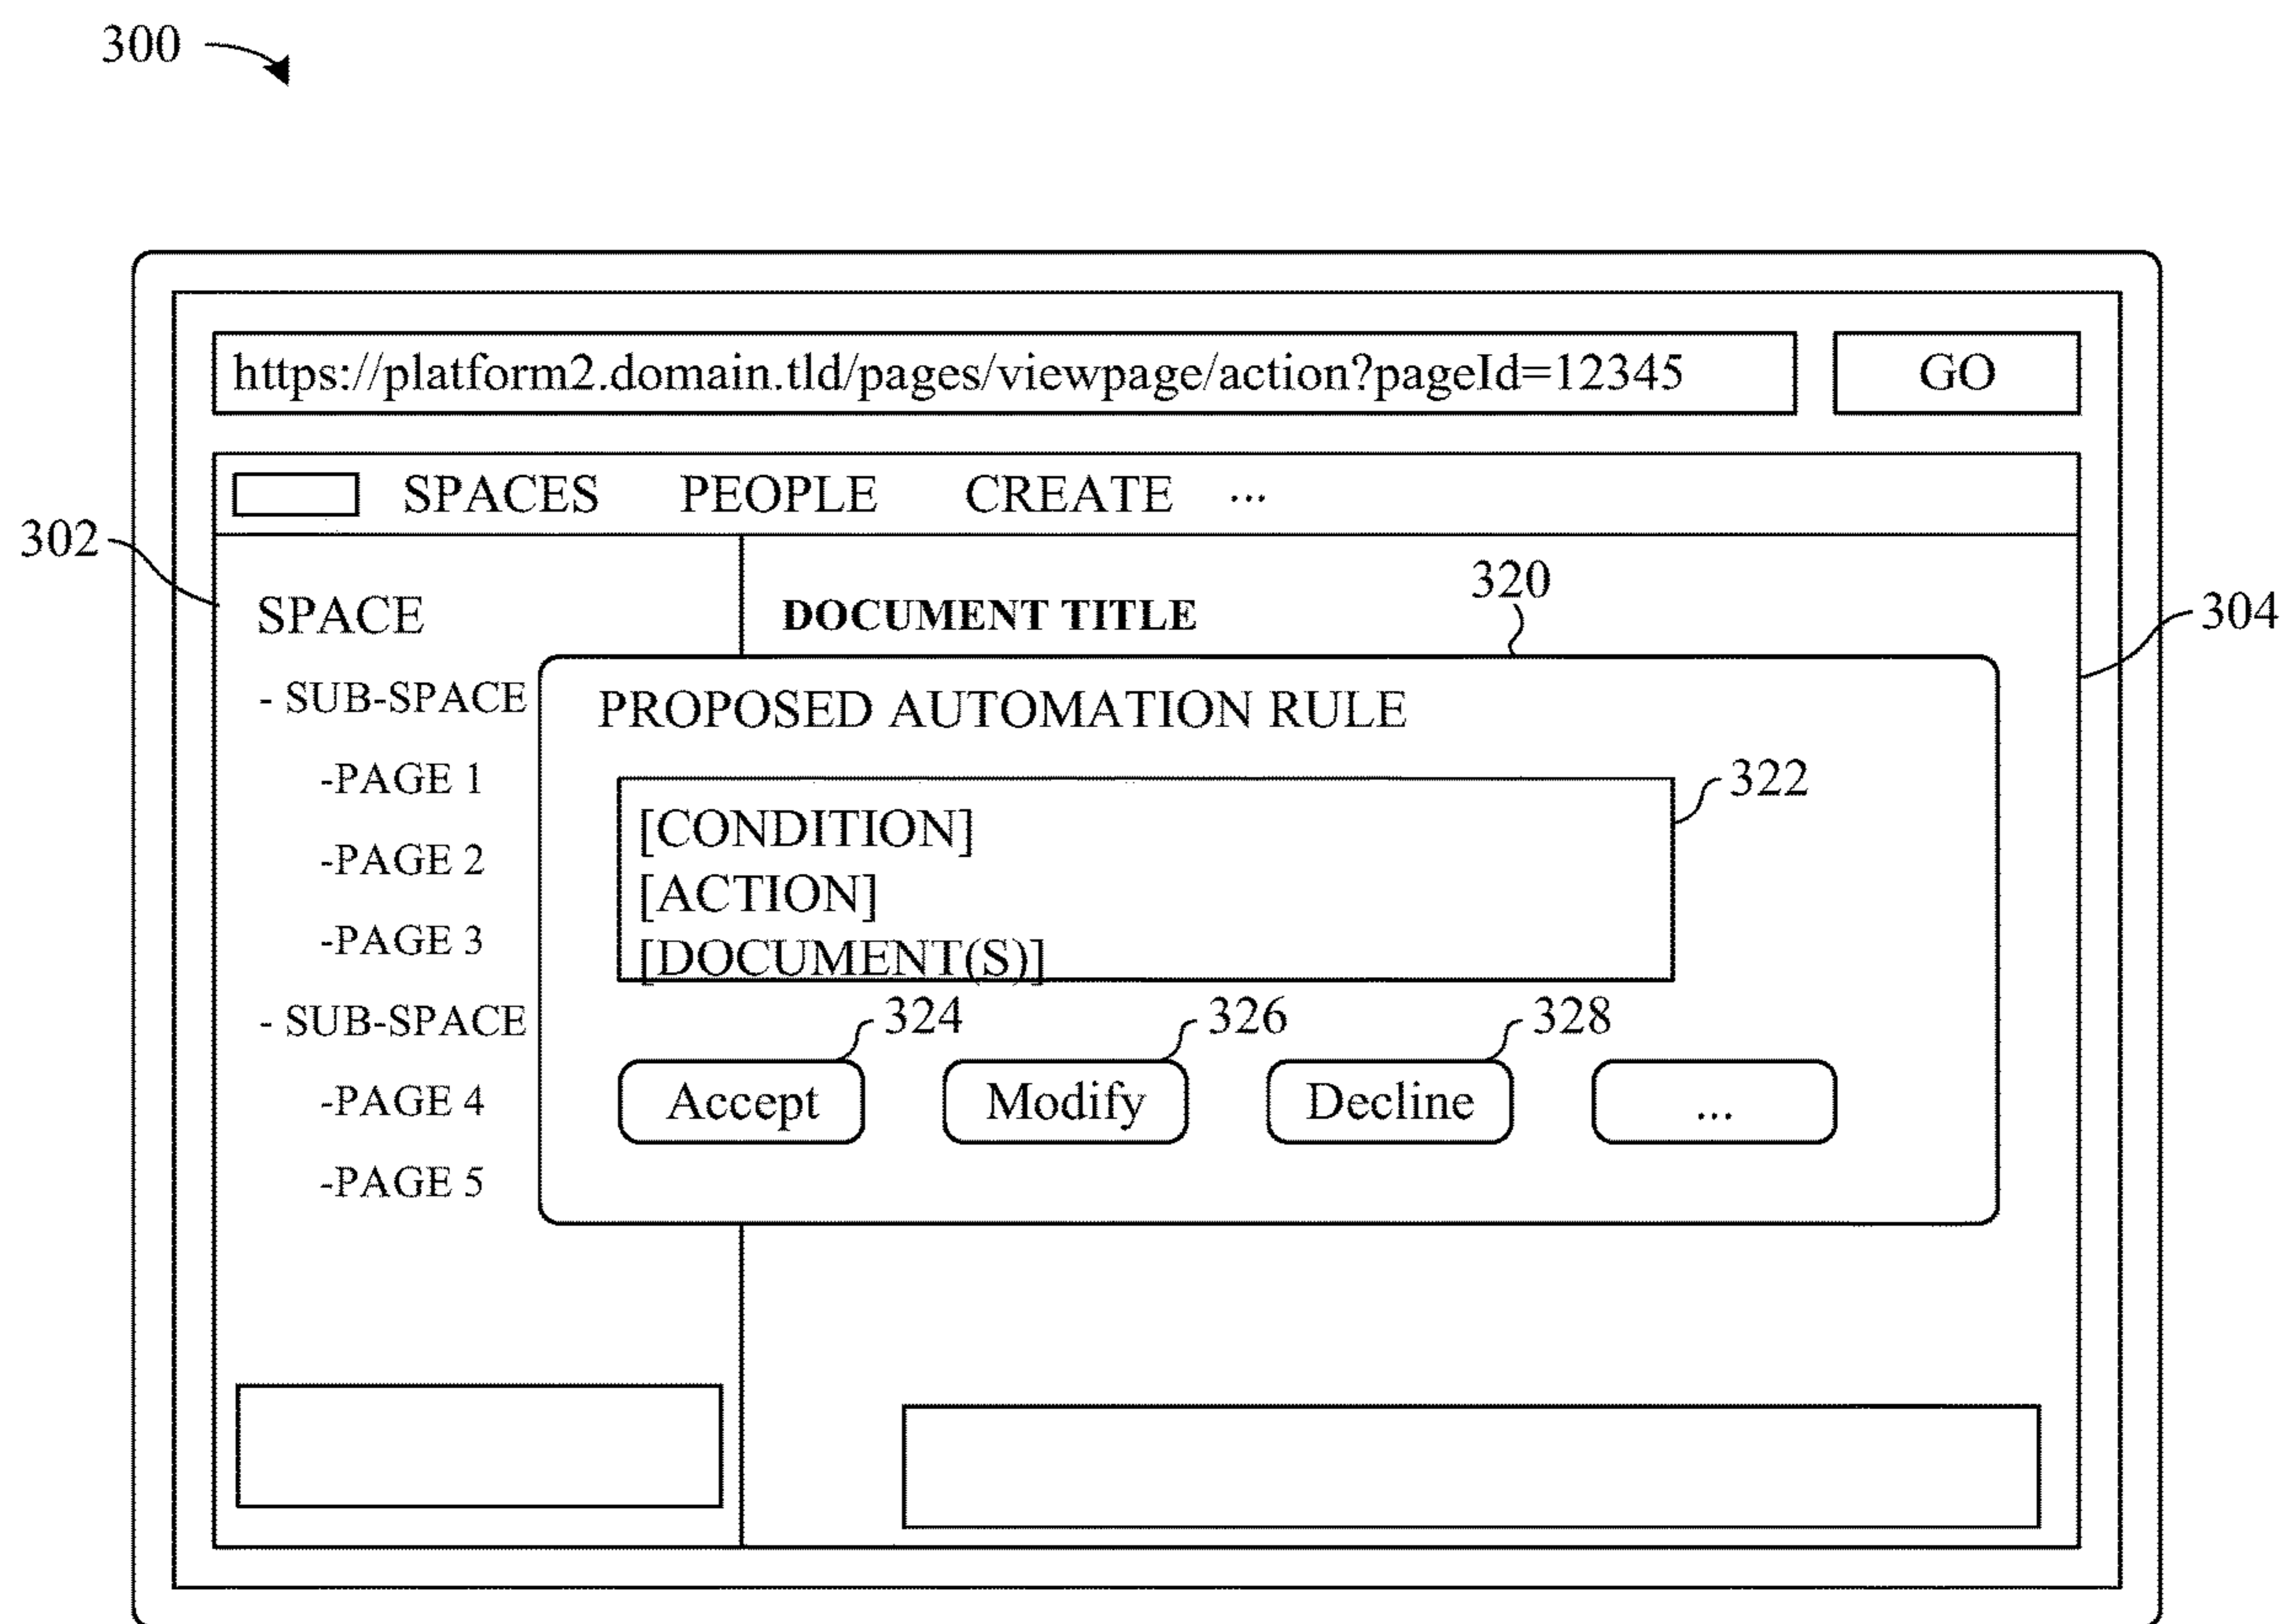 300
https://platform2.domain.tld/pages/viewpage/action?pageId=12345 GO
SPACES PEOPLE CREATE ...
302
SPACE
- SUB-SPACE
-PAGE 1
-PAGE 2
-PAGE 3
- SUB-SPACE
-PAGE 4
-PAGE 5
DOCUMENT TITLE
320
304
PROPOSED AUTOMATION RULE
322
[CONDITION]
[ACTION]
[DOCUMENT(S)]
324 326 328
Accept Modify Decline ...